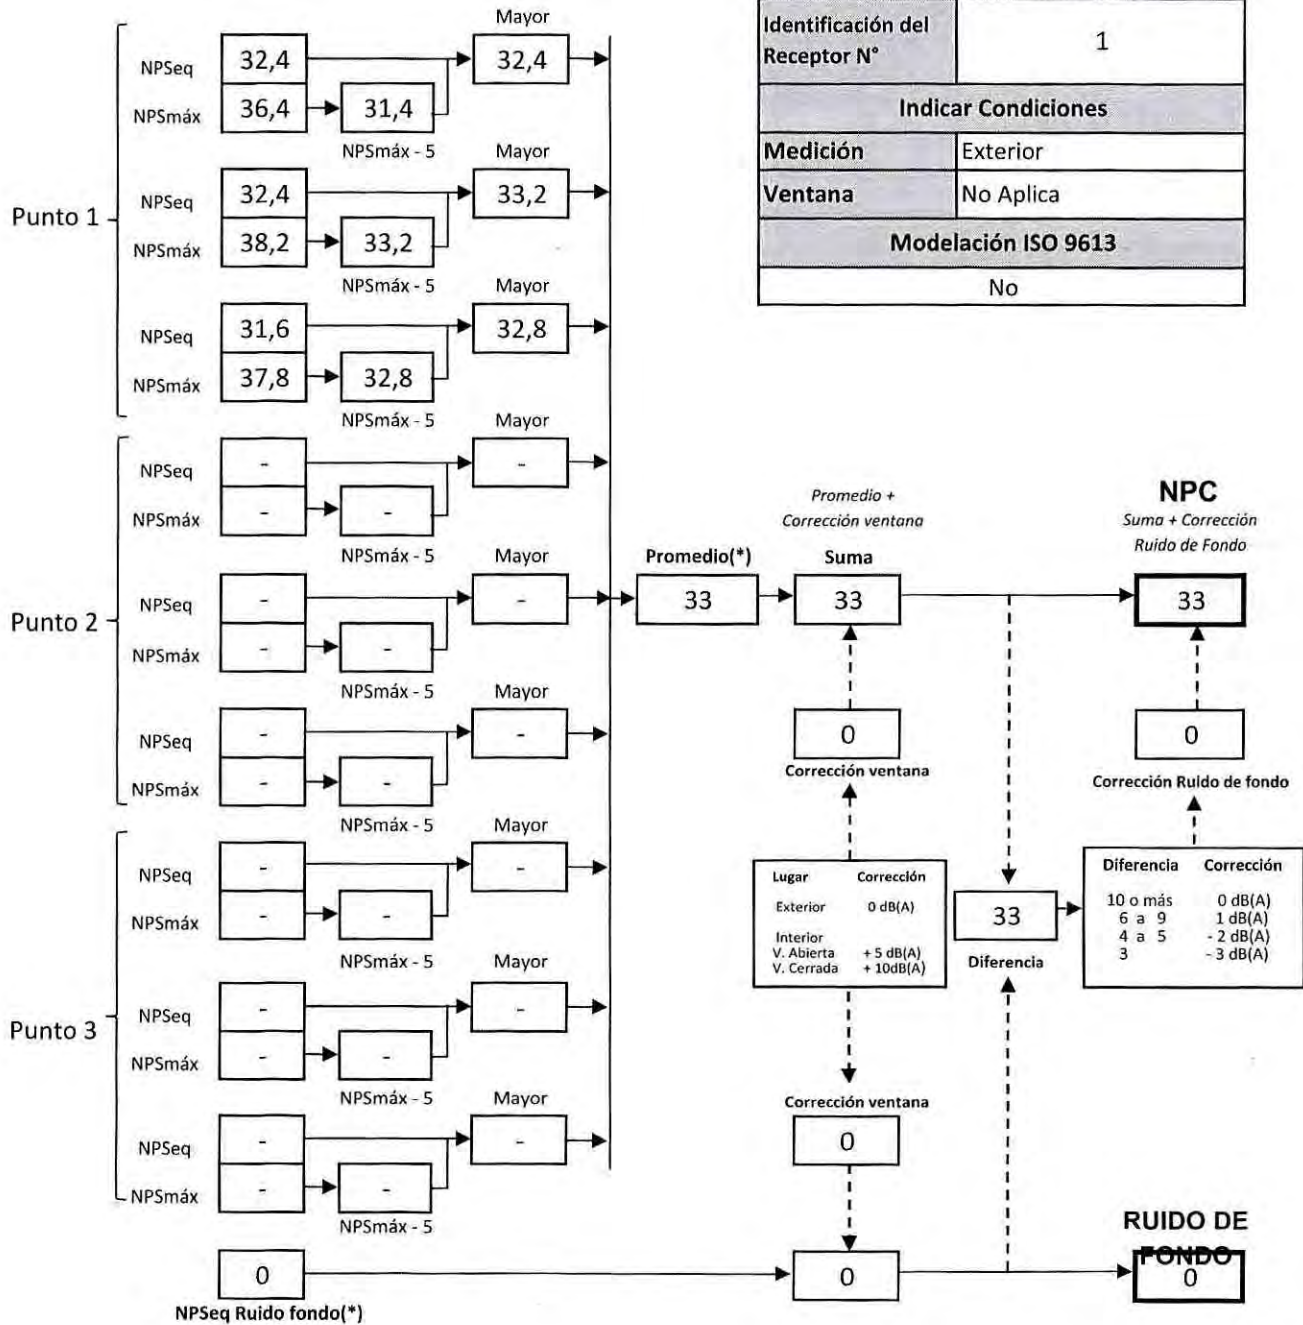 Identificación del
Receptor N°
1
Indicar Condiciones
Medición
Exterior
Ventana
No Aplica
Modelación ISO 9613
No
Punto 1
Mayor
NPSeq
32,4
32,4
NPSmáx
36,4
31,4
NPSmáx - 5
Mayor
NPSeq
32,4
33,2
NPSmáx
38,2
33,2
NPSmáx - 5
Mayor
NPSeq
31,6
32,8
NPSmáx
37,8
32,8
NPSmáx - 5
Punto 2
Mayor
NPSeq
-
-
NPSmáx
-
-
NPSmáx - 5
Mayor
NPSeq
-
-
NPSmáx
-
-
NPSmáx - 5
Mayor
NPSeq
-
-
NPSmáx
-
-
NPSmáx - 5
Punto 3
Mayor
NPSeq
-
-
NPSmáx
-
-
NPSmáx - 5
Mayor
NPSeq
-
-
NPSmáx
-
-
NPSmáx - 5
Mayor
NPSeq
-
-
NPSmáx
-
-
NPSmáx - 5
0
NPSeq Ruido fondo(*)
Promedio(*)
33
Promedio +
Corrección ventana
Suma
33
0
Corrección ventana
Lugar Corrección
Exterior 0 dB(A)
Interior
V. Abierta + 5 dB(A)
V. Cerrada + 10dB(A)
Corrección ventana
0
0
33
Diferencia
NPC
Suma + Corrección
Ruido de Fondo
33
0
Corrección Ruido de fondo
Diferencia Corrección
10 o más 0 dB(A)
6 a 9 1 dB(A)
4 a 5 - 2 dB(A)
3 - 3 dB(A)
RUIDO DE
FONDO
0